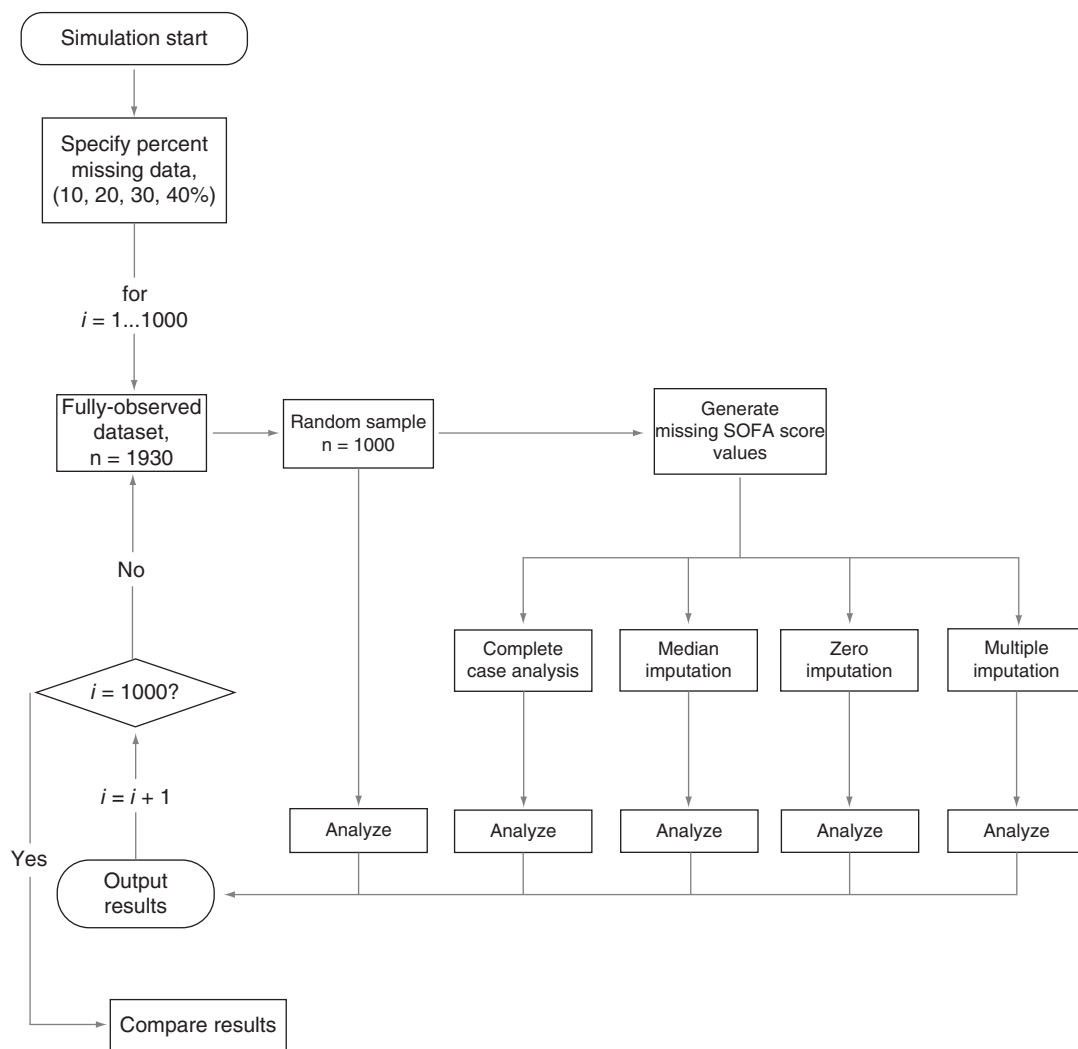 Simulation start
Specify percent
missing data,
(10, 20, 30, 40%)
for
i = 1...1000
Fully-observed
dataset,
n = 1930
Random sample
n = 1000
Generate
missing SOFA score
values
No
Complete
case analysis
Median
imputation
Zero
imputation
Multiple
imputation
i = 1000?
i = i + 1
Analyze
Analyze
Analyze
Analyze
Analyze
Yes
Output
results
Compare results